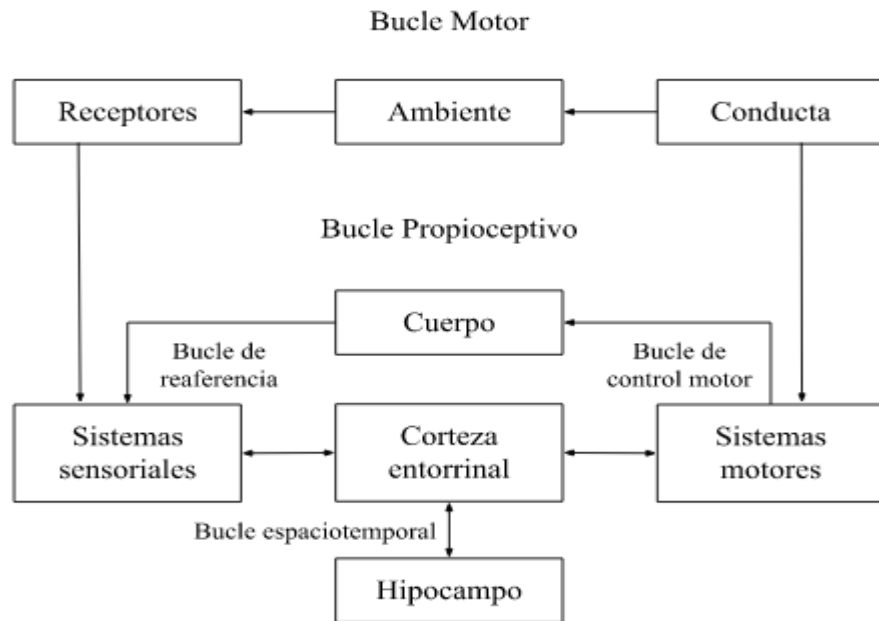 Bucle Motor
Receptores
Ambiente
Conducta
Bucle Propioceptivo
Cuerpo
Bucle de
reaferencia
Bucle de
control motor
Sistemas
sensoriales
Corteza
entorrinal
Sistemas
motores
Bucle espaciotemporal
Hipocampo